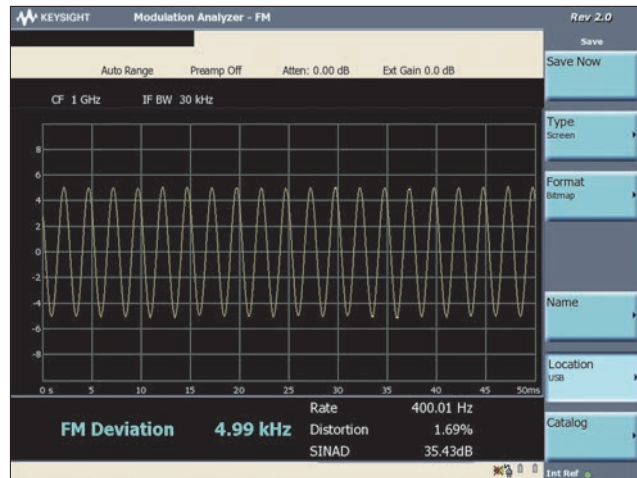 KEYSIGHT Modulation Analyzer - FM Rev 2.0
Save
Auto Range Preamp Off Atten: 0.00 dB Ext Gain 0.0 dB
Save Now
CF 1 GHz IF BW 30 kHz
Type
Screen
Format
Bitmap
8
6
4
2
0
-2
-4
-6
-8
Name
Location
USB
0 s 5 10 15 20 25 30 35 40 45 50ms
Rate 400.01 Hz
FM Deviation 4.99 kHz Distortion 1.69%
SINAD 35.43dB
Catalog
Int Ref